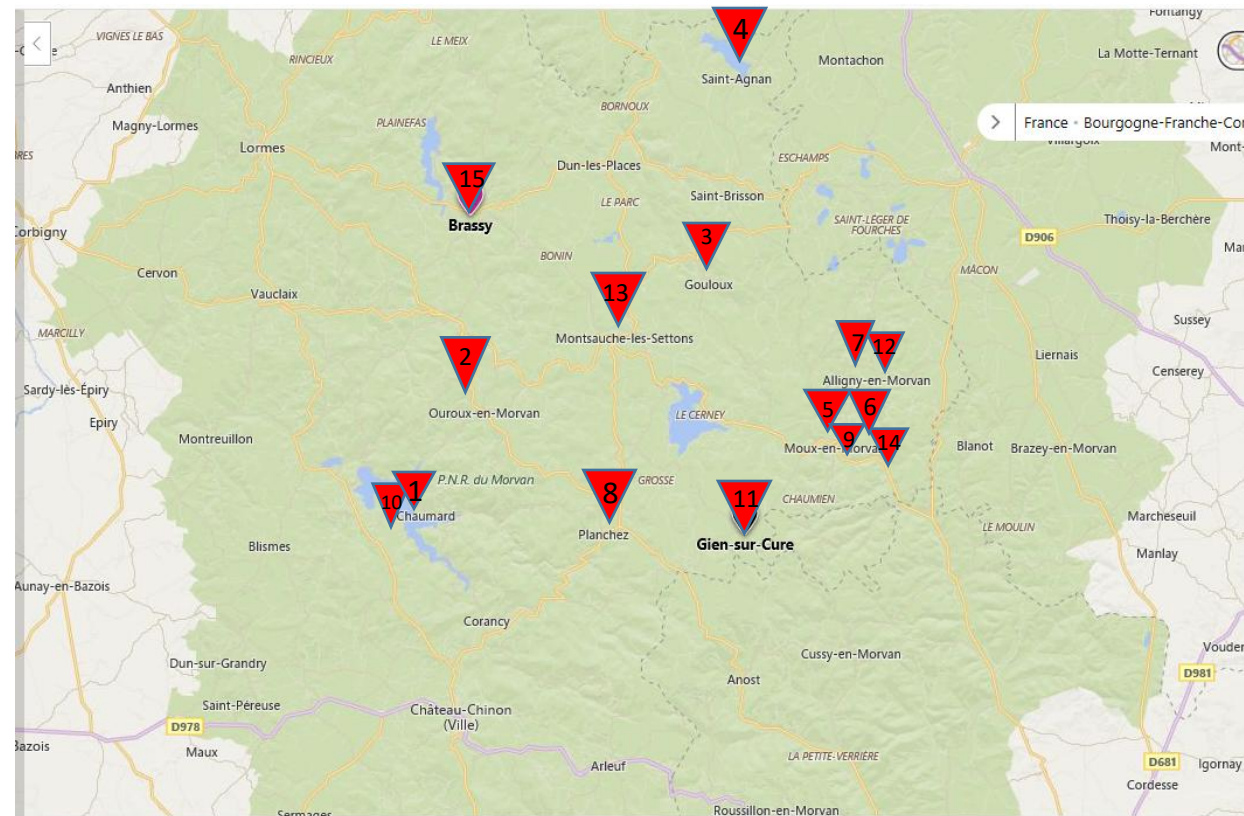 Fontangy
4
VIGNES LE BAS
LE MEIX
La Motte-Ternant
RINCIEUX
Montachon
Saint-Agnan
Anthien
BORNOUX
Magny-Lormes
PLAINEFAS
France • Bourgogne-Franche-Co
Villargoix
Mont-
Lormes
ESCHAMPS
Dun-les-Places
15
Saint-Brisson
LE PARC
Thoisy-la-Berchère
SAINT-LÉGER DE
FOURCHES
Brassy
Corbigny
3
D906
BONIN
Cervon
MÂCON
Gouloux
13
Vauclaix
Sussey
MARCILLY
Montsauche-les-Settons
7
12
Liernais
2
Censerey
Alligny-en-Morvan
Sardy-lès-Épiry
5
6
Ouroux-en-Morvan
LE CERNEY
Epiry
Montreuillon
9
14
Moux-en-Morvan
Blanot
Brazey-en-Morvan
P.N.R. du Morvan
GROSSE
1
8
11
10
CHAUMIEN
Chaumard
Marcheseuil
LE MOULIN
Planchez
Gien-sur-Cure
Blismes
Manlay
Aunay-en-Bazois
Corancy
Cussy-en-Morvan
Vouden
Dun-sur-Grandry
D981
Anost
Saint-Péreuse
Château-Chinon
(Ville)
D978
Bazois
Maux
LA PETITE-VERRIÈRE
D681
Igornay
Arleuf
Cordesse
Roussillon-en-Morvan
Sermages